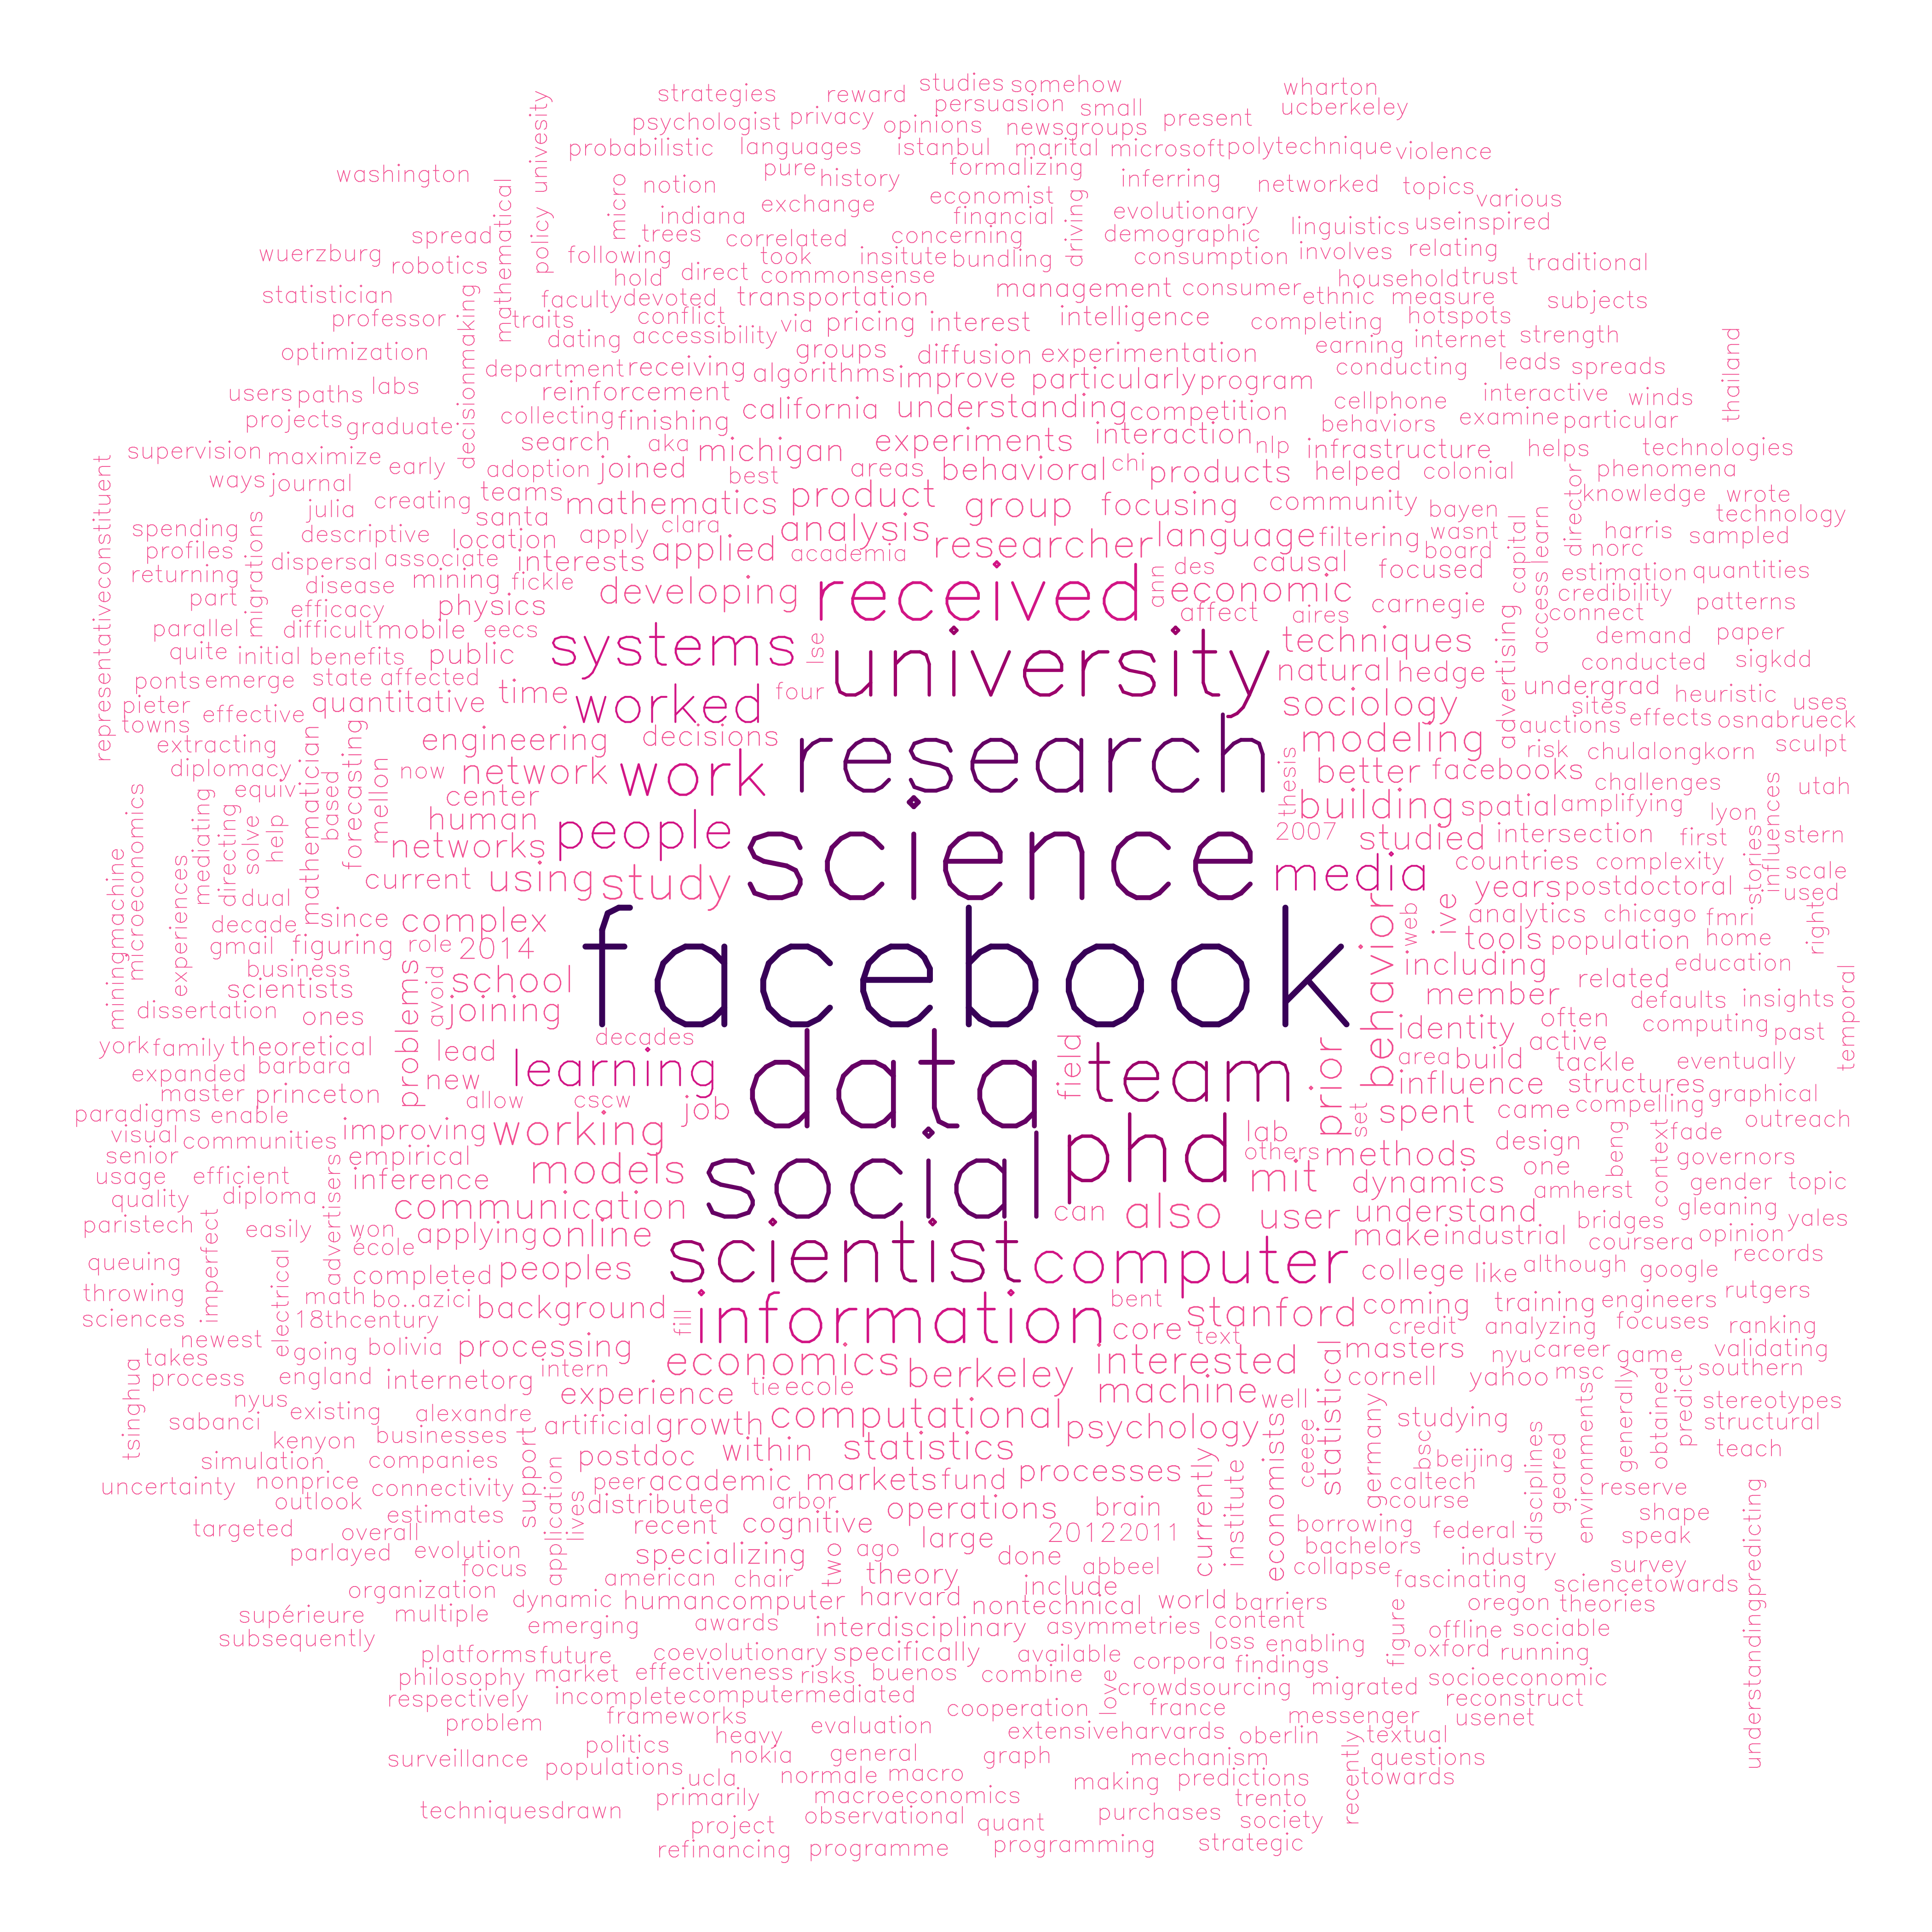 studies somehow wharton
strategies reward persuasion small ucberkeley
psychologist privacy opinions newsgroups present
probabilistic languages istanbul marital microsoft polytechnique violence
washington pure history formalizing inferring networked topics various
policy univesity
mathematical micro notion economist
indiana exchange financial driving evolutionary linguistics useinspired
spread trees correlated concerning demographic involves relating
wuerzburg robotics following took insitute bundling consumption traditional
hold direct commonsense household trust
statistician faculty devoted transportation management consumer ethnic measure subjects
decisionmaking professor traits conflict via pricing interest intelligence completing hotspots strength
dating accessibility earning internet
optimization groups diffusion experimentation conducting leads spreads thailand
department receiving algorithms improve particularly program
users paths labs reinforcement cellphone interactive winds
projects graduate collecting finishing california understanding competition behaviors examine particular
search aka michigan experiments interaction nlp infrastructure helps technologies
supervision maximize early adoption joined best areas behavioral chi products helped colonial phenomena
ways journal creating teams mathematics product group focusing community director knowledge wrote
julia santa clara bayen technology
spending descriptive location apply analysis researcher language filtering wasnt harris sampled
profiles migrations dispersal associate interests applied academia board capital learn norc
returning disease mining fickle developing received ann des economic causal focused access estimation quantities
part efficacy physics affect aires carnegie credibility connect patterns
parallel difficult mobile eecs systems lse university techniques advertising demand paper
quite initial benefits public natural hedge conducted sigkdd
representativeconstituent
ponts emerge state affected time worked four sociology undergrad heuristic
pieter quantitative sites uses
towns effective auctions effects osnabrueck
extracting mathematician forecasting engineering decisions research thesis modeling risk chulalongkorn sculpt
diplomacy based now network work better facebooks challenges
equiv mellon center building spatial amplifying lyon utah
microeconomics mediating directing solve help human people science 2007 studied intersection first stories influences stern
networks countries complexity
miningmachine experiences dual current using study media years postdoctoral scale
decade since complex behavior ive web analytics chicago fmri used
gmail figuring role 2014 tools population home right
business school facebook including related education
scientists problems avoid member defaults insights
dissertation ones joining identity often computing past temporal
york family theoretical lead decades data field team prior area build active tackle eventually
expanded barbara new learning influence structures
master princeton allow cscw job set spent came compelling graphical
paradigms enable working social phd lab outreach
visual communities improving others methods design beng context fade
senior empirical one governors
usage efficient advertisers inference models mit dynamics amherst gender topic
quality diploma communication can also user understand gleaning
paristech imperfect easily won applying online scientist computer make industrial bridges opinion yales
école coursera records
queuing electrical completed peoples college like although google
throwing math bo..azici background information bent stanford coming training engineers rutgers
sciences 18thcentury fill core text credit analyzing focuses ranking
newest going bolivia processing economics interested statistical masters nyu career game validating
takes england internetorg intern berkeley cornell yahoo msc southern
tsinghua process experience tie ecole machine well generally obtained predict
nyus existing alexandre artificial growth computational psychology studying environments stereotypes
sabanci businesses structural
kenyon support postdoc within statistics economists ceeee germany bsc beijing disciplines geared teach
simulation companies
uncertainty nonprice connectivity peer academic markets fund processes currently institute caltech reserve
outlook estimates application lives distributed arbor operations brain course shape
targeted overall recent cognitive large 2012 2011 borrowing federal speak
parlayed evolution specializing two ago done bachelors industry survey understandingpredicting
focus american chair theory abbeel collapse fascinating sciencetowards
organization dynamic humancomputer harvard include world barriers oregon theories
supérieure multiple emerging awards interdisciplinary nontechnical asymmetries content figure offline sociable
subsequently loss enabling oxford running
platforms future coevolutionary specifically available corpora findings
philosophy market effectiveness risks buenos combine love crowdsourcing migrated socioeconomic
respectively incomplete computermediated cooperation france reconstruct
problem frameworks heavy evaluation extensive harvards oberlin messenger usenet
surveillance politics nokia general graph mechanism recently textual
populations ucla normale macro making predictions questions towards
primarily macroeconomics trento
techniquesdrawn project observational quant purchases society
refinancing programme programming strategic